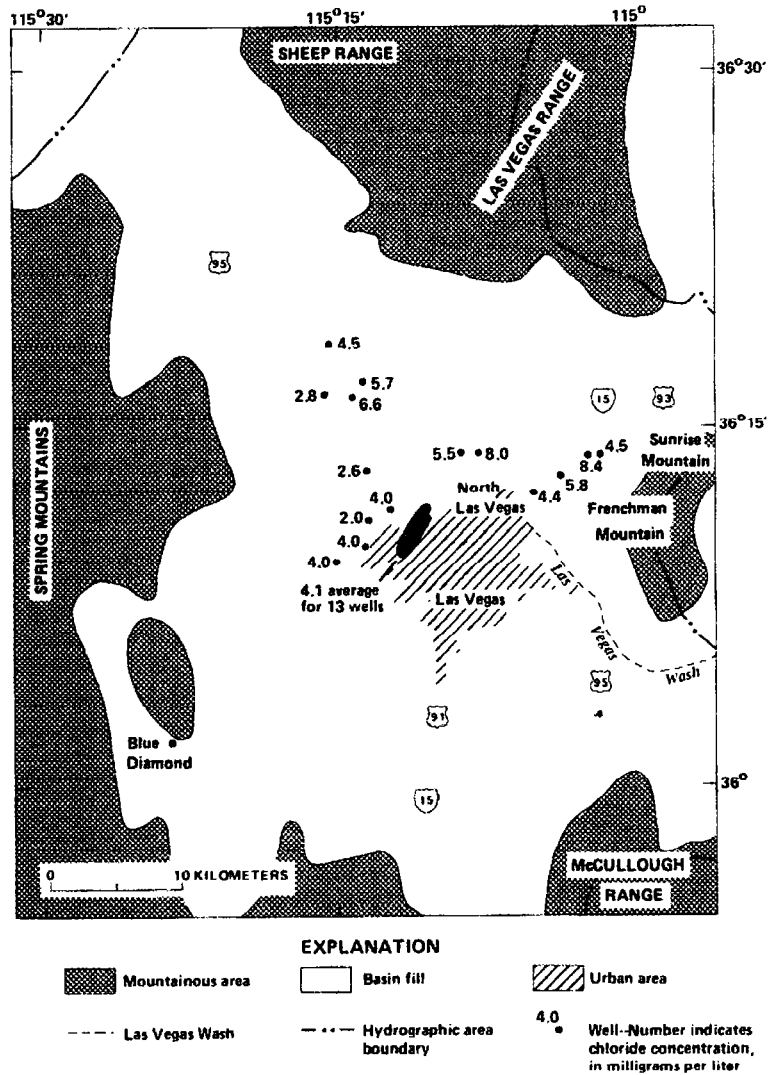 115°30′
115°15′
115°
SHEEP RANGE
36°30′
LAS VEGAS RANGE
95
4.5
5.7
2.8
6.6
15
93
36°15′
SPRING MOUNTAINS
5.5
8.0
4.5
Sunrise
Mountain
8.4
2.6
5.8
4.4
North
Las Vegas
4.0
2.0
Frenchman
Mountain
4.0
4.0
4.1 average
for 13 wells
Las Vegas
Las
Vegas
Wash
95
91
Blue
Diamond
36°
15
0
10 KILOMETERS
McCULLOUGH
RANGE
EXPLANATION
Mountainous area
Basin fill
Urban area
Las Vegas Wash
Hydrographic area
boundary
4.0
Well--Number indicates
chloride concentration,
in milligrams per liter